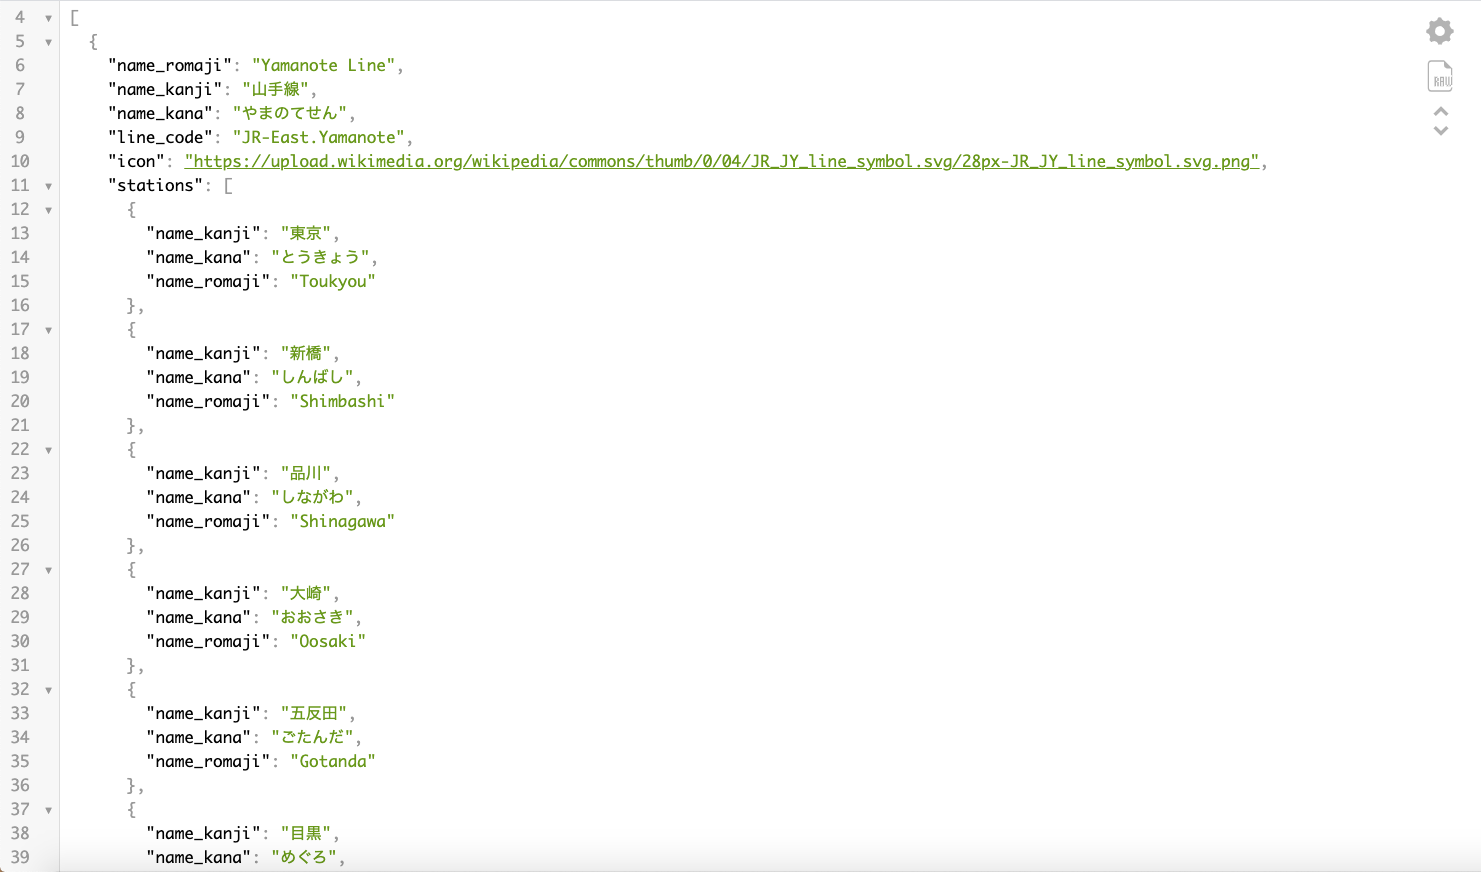 4 [
5 {
6 "name_romaji": "Yamanote Line",
7 "name_kanji": "山手線",
8 "name_kana": "やまのてせん",
9 "line_code": "JR-East.Yamanote",
10 "icon": "https://upload.wikimedia.org/wikipedia/commons/thumb/0/04/JR_JY_line_symbol.svg/28px-JR_JY_line_symbol.svg.png",
11 "stations": [
12 {
13 "name_kanji": "東京",
14 "name_kana": "とうきょう",
15 "name_romaji": "Toukyou"
16 },
17 {
18 "name_kanji": "新橋",
19 "name_kana": "しんばし",
20 "name_romaji": "Shimbashi"
21 },
22 {
23 "name_kanji": "品川",
24 "name_kana": "しながわ",
25 "name_romaji": "Shinagawa"
26 },
27 {
28 "name_kanji": "大崎",
29 "name_kana": "おおさき",
30 "name_romaji": "Oosaki"
31 },
32 {
33 "name_kanji": "五反田",
34 "name_kana": "ごたんだ",
35 "name_romaji": "Gotanda"
36 },
37 {
38 "name_kanji": "目黒",
39 "name_kana": "めぐろ",
RAW